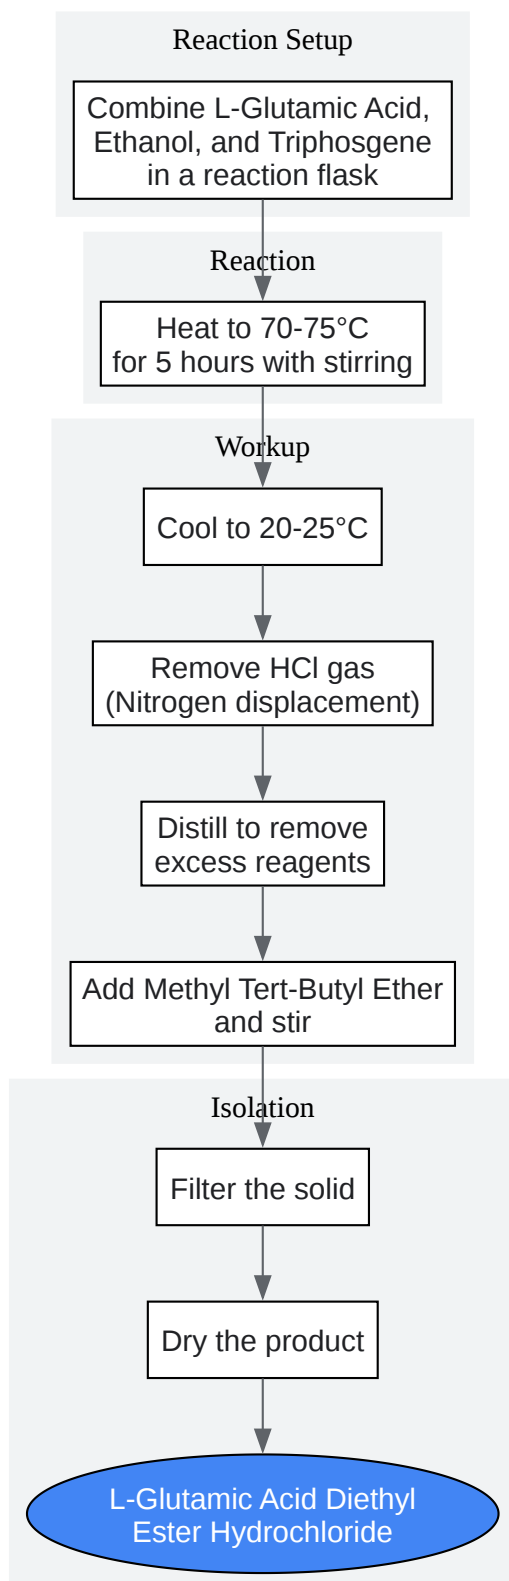 Reaction Setup
Combine L-Glutamic Acid,
Ethanol, and Triphosgene
in a reaction flask
Reaction
Heat to 70-75°C
for 5 hours with stirring
Workup
Cool to 20-25°C
Remove HCl gas
(Nitrogen displacement)
Distill to remove
excess reagents
Add Methyl Tert-Butyl Ether
and stir
Isolation
Filter the solid
Dry the product
L-Glutamic Acid Diethyl
Ester Hydrochloride